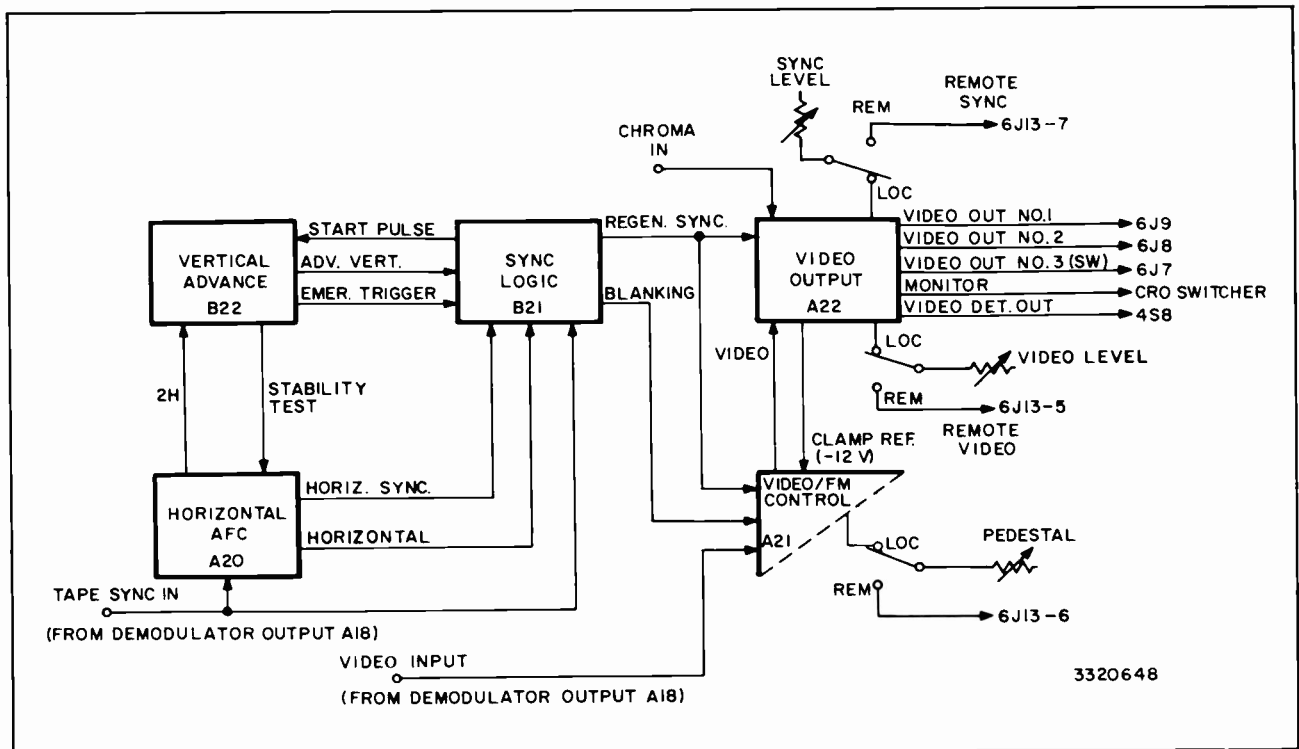 SYNC
LEVEL
REMOTE
SYNC
REM
6J13-7
CHROMA
IN
LOC
START PULSE
REGEN. SYNC.
VIDEO OUT NO.1
6J9
VERTICAL
ADVANCE
B22
ADV. VERT.
SYNC
LOGIC
B21
VIDEO
OUTPUT
A22
VIDEO OUT NO.2
6J8
VIDEO OUT NO.3 (SW)
6J7
EMER. TRIGGER
BLANKING
MONITOR
CRO SWITCHER
VIDEO DET. OUT
4S8
VIDEO
LOC
VIDEO LEVEL
2H
STABILITY
TEST
REM
6J13-5
REMOTE
VIDEO
CLAMP REF.
(-12 V)
HORIZ. SYNC.
VIDEO/FM
CONTROL
HORIZONTAL
AFC
A20
HORIZONTAL
A21
LOC
PEDESTAL
REM
6J13-6
TAPE SYNC IN
(FROM DEMODULATOR OUTPUT A18)
VIDEO INPUT
(FROM DEMODULATOR OUTPUT A18)
3320648